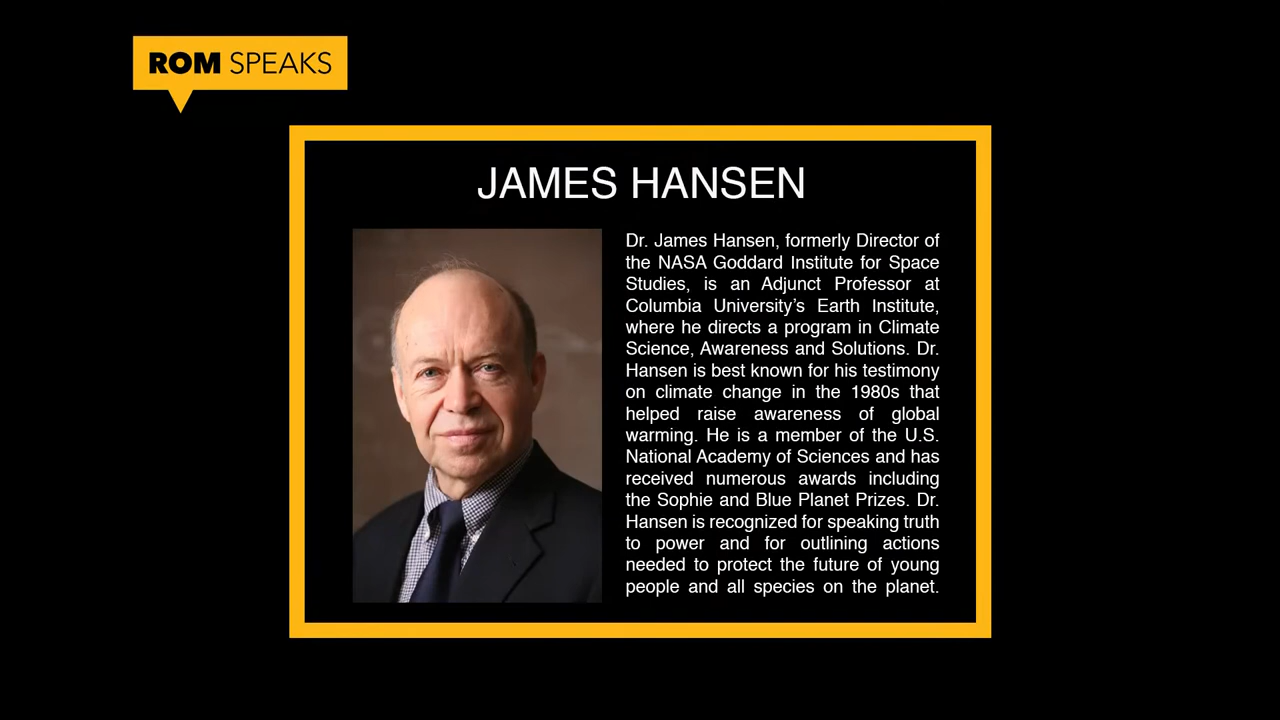 ROM SPEAKS
JAMES HANSEN
Dr. James Hansen, formerly Director of
the NASA Goddard Institute for Space
Studies, is an Adjunct Professor at
Columbia University’s Earth Institute,
where he directs a program in Climate
Science, Awareness and Solutions. Dr.
Hansen is best known for his testimony
on climate change in the 1980s that
helped raise awareness of global
warming. He is a member of the U.S.
National Academy of Sciences and has
received numerous awards including
the Sophie and Blue Planet Prizes. Dr.
Hansen is recognized for speaking truth
to power and for outlining actions
needed to protect the future of young
people and all species on the planet.